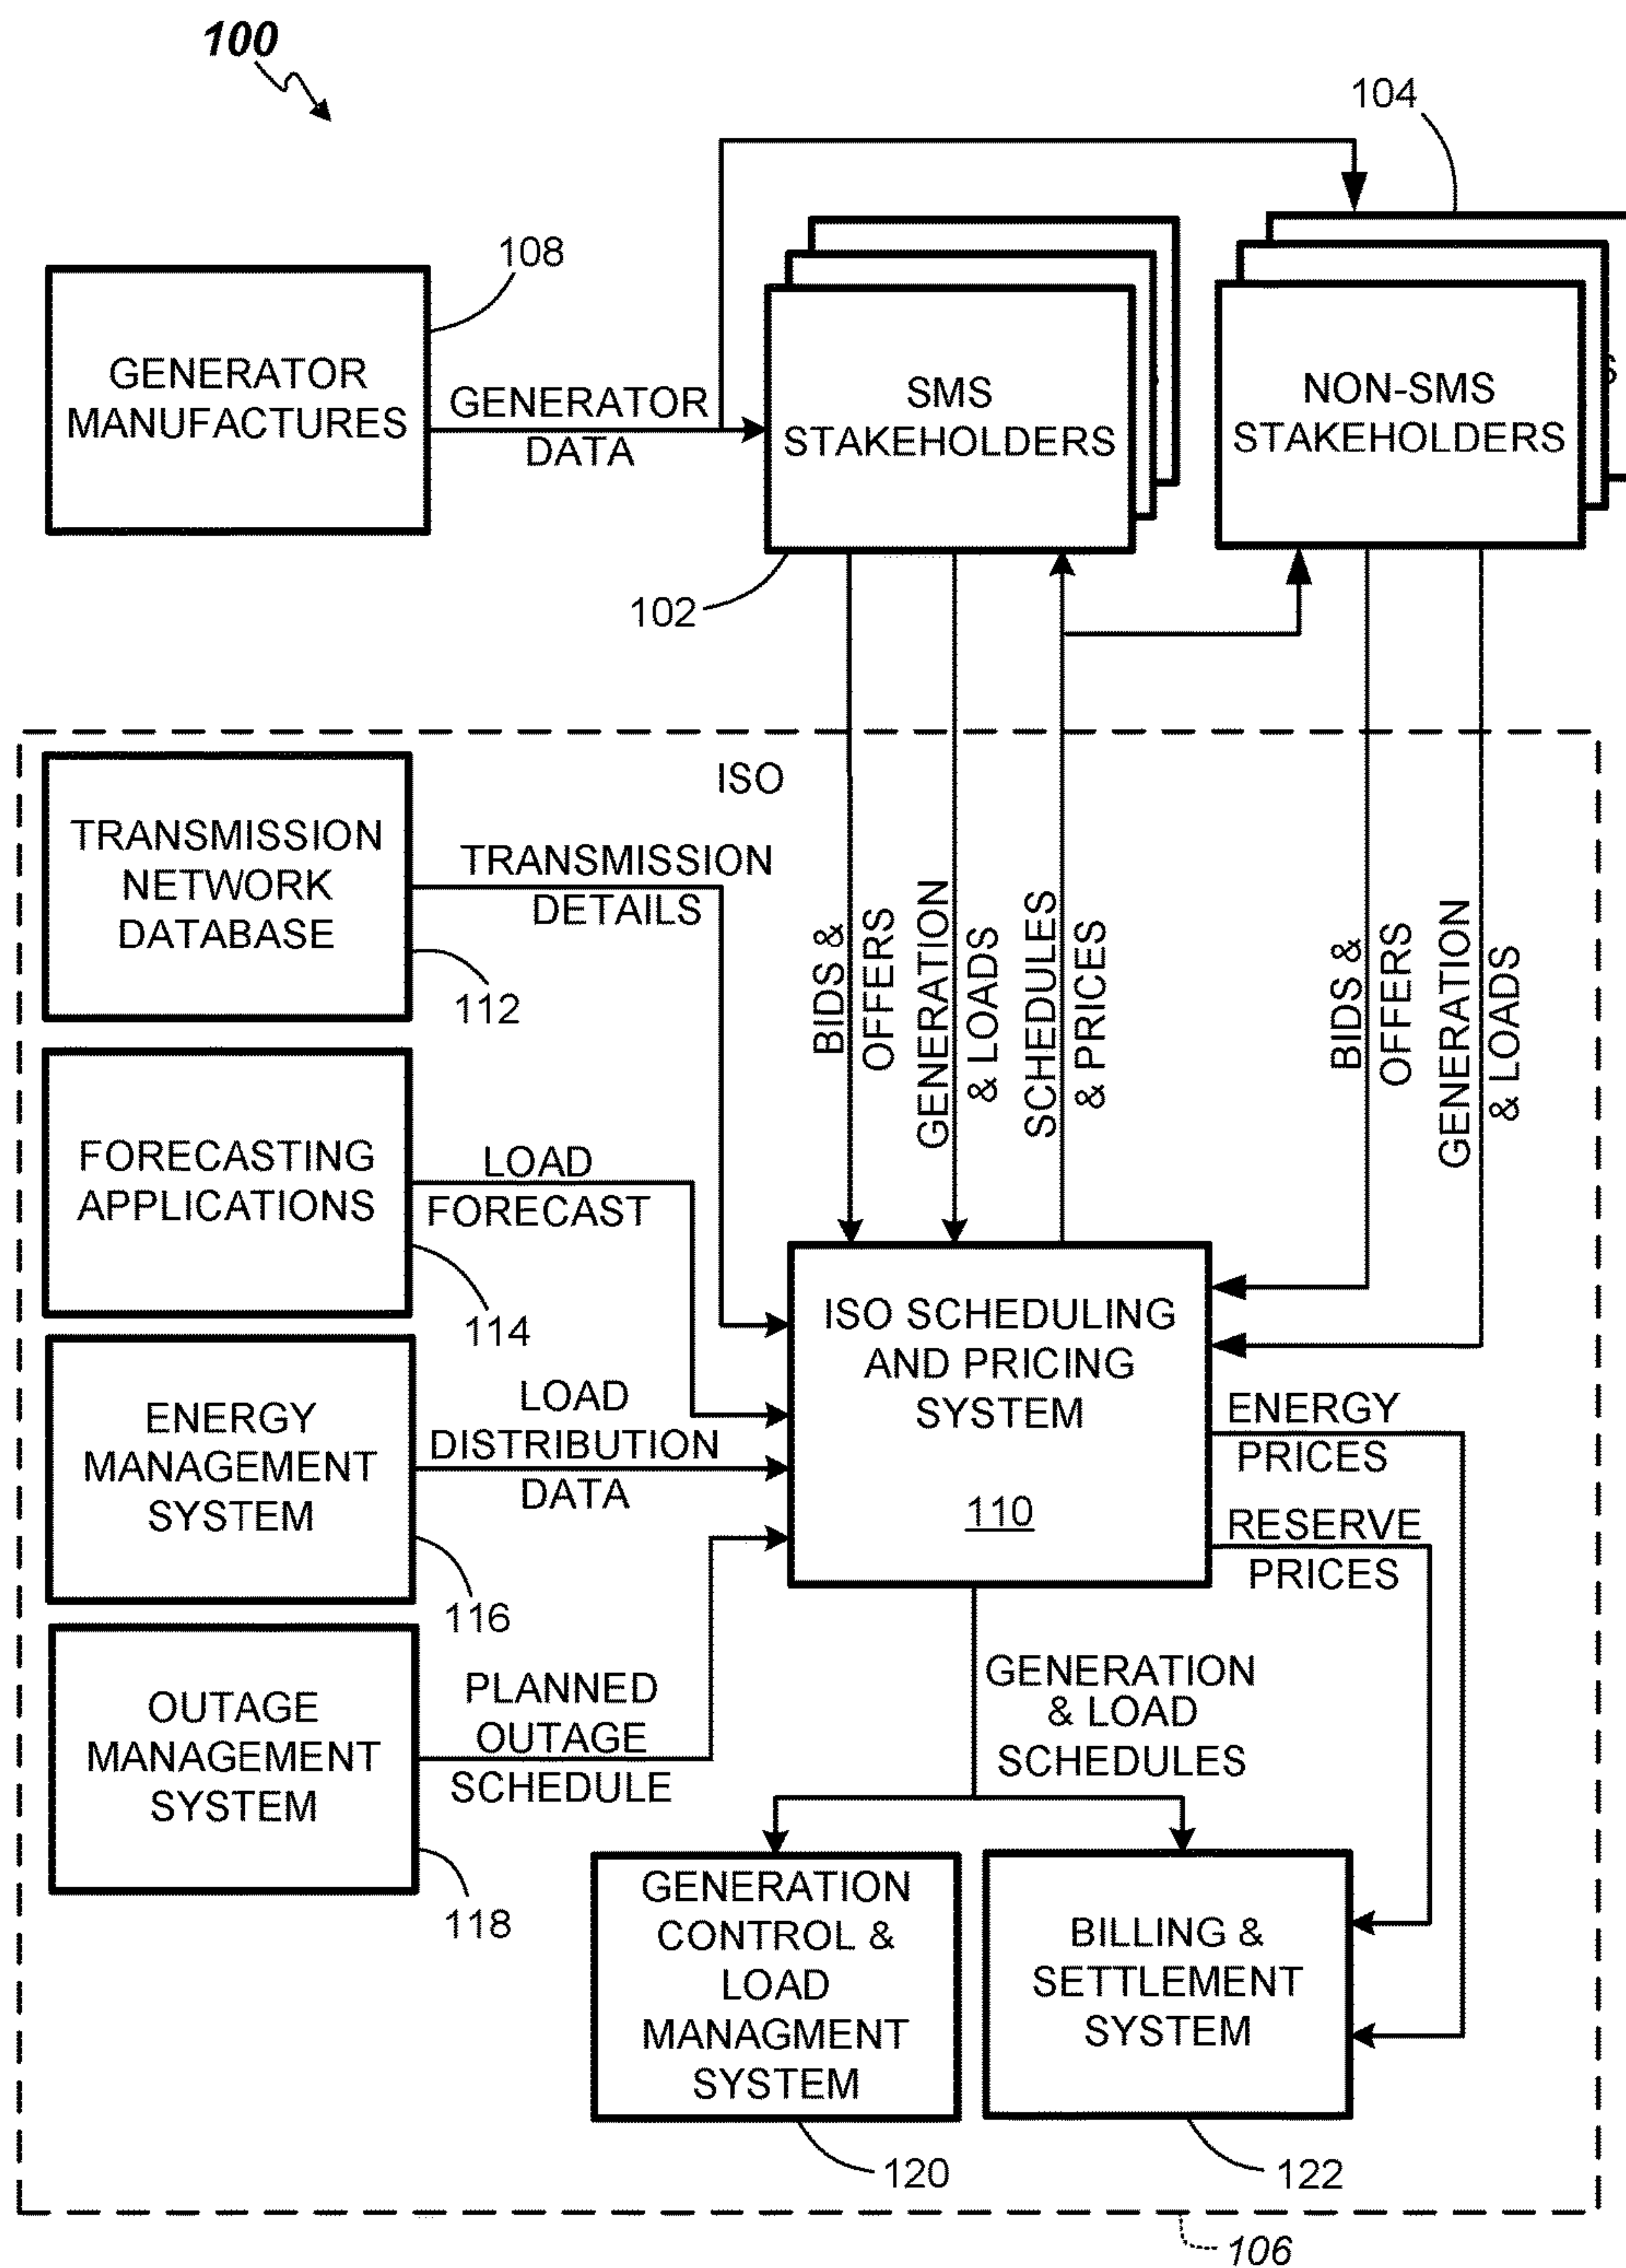 100
104
108
GENERATOR
MANUFACTURES
GENERATOR
DATA
SMS
STAKEHOLDERS
NON-SMS
STAKEHOLDERS
S
102
ISO
TRANSMISSION
NETWORK
DATABASE
TRANSMISSION
DETAILS
112
BIDS &
OFFERS
GENERATION
& LOADS
SCHEDULES
& PRICES
BIDS &
OFFERS
GENERATION
& LOADS
FORECASTING
APPLICATIONS
LOAD
FORECAST
114
ISO SCHEDULING
AND PRICING
SYSTEM
110
ENERGY
MANAGEMENT
SYSTEM
LOAD
DISTRIBUTION
DATA
116
ENERGY
PRICES
RESERVE
PRICES
OUTAGE
MANAGEMENT
SYSTEM
PLANNED
OUTAGE
SCHEDULE
118
GENERATION
& LOAD
SCHEDULES
GENERATION
CONTROL &
LOAD
MANAGMENT
SYSTEM
120
BILLING &
SETTLEMENT
SYSTEM
122
106